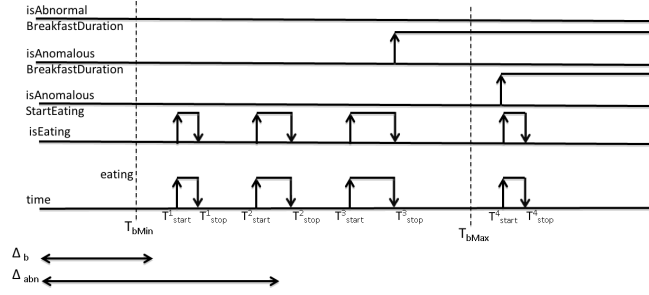 isAbnormal
BreakfastDuration
isAnomalous
BreakfastDuration
isAnomalous
StartEating
isEating
eating
time
T1start T1stop T2start T2stop T3start T3stop T4start T4stop
TbMin TbMax
Δb
Δabn